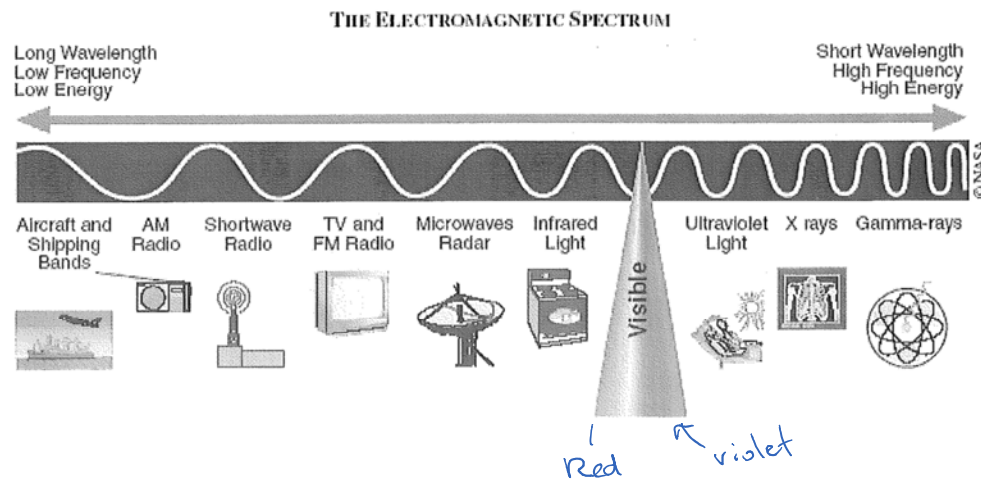 THE ELECTROMAGNETIC SPECTRUM
Long Wavelength
Low Frequency
Low Energy
Short Wavelength
High Frequency
High Energy
© NASA
Aircraft and
Shipping
Bands
AM
Radio
Shortwave
Radio
TV and
FM Radio
Microwaves
Radar
Infrared
Light
Visible
Ultraviolet
Light
X rays
Gamma-rays
Red
violet